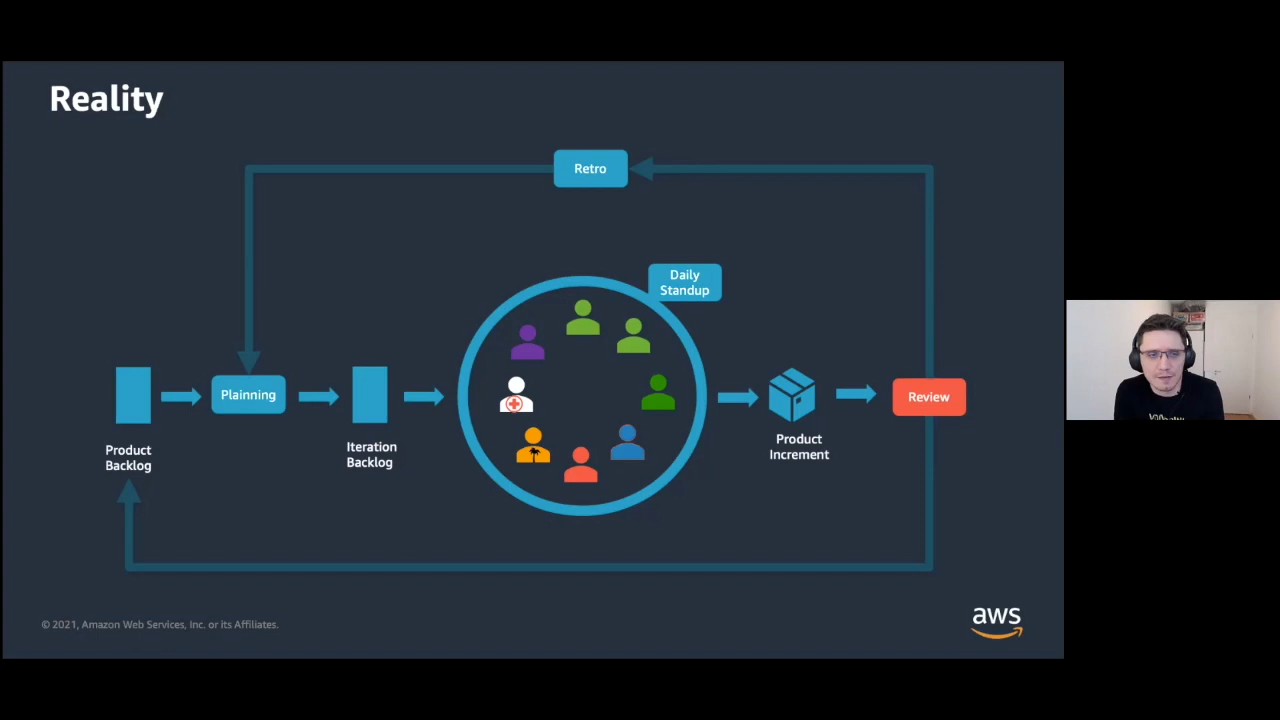 Reality
Retro
Daily
Standup
Plainning
Review
Product
Backlog
Iteration
Backlog
Product
Increment
© 2021, Amazon Web Services, Inc. or its Affiliates.
aws